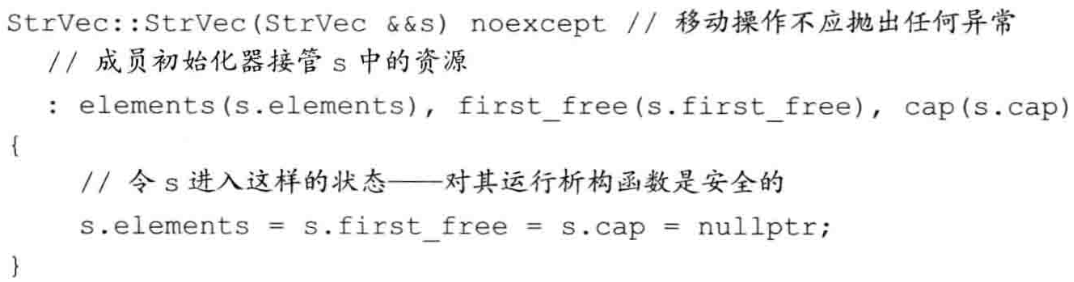 StrVec::StrVec(StrVec &&s) noexcept // 移动操作不应抛出任何异常
// 成员初始化器接管 s 中的资源
: elements(s.elements), first_free(s.first_free), cap(s.cap)
{
// 令 s 进入这样的状态——对其运行析构函数是安全的
s.elements = s.first_free = s.cap = nullptr;
}